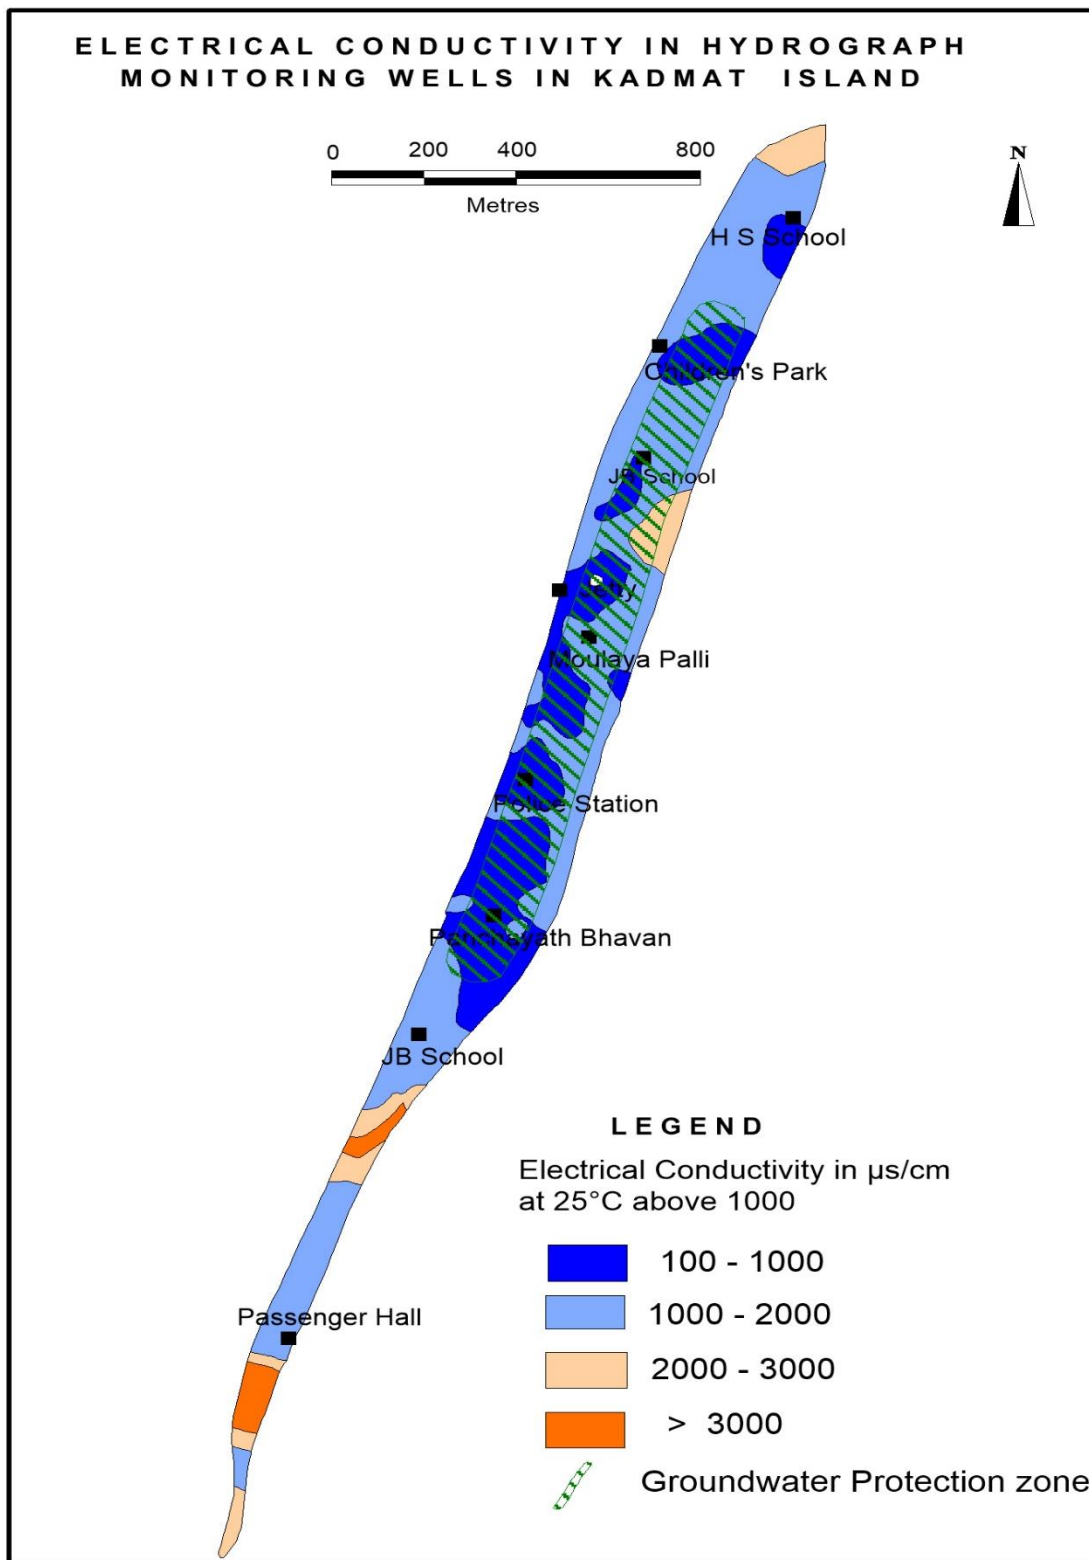 ELECTRICAL CONDUCTIVITY IN HYDROGRAPH
MONITORING WELLS IN KADMAT ISLAND
0 200 400 800
Metres
N
H S School
Children's Park
JB School
Jetty
Moulaya Palli
Police Station
Panchayath Bhavan
JB School
LEGEND
Electrical Conductivity in µs/cm
at 25°C above 1000
100 - 1000
1000 - 2000
Passenger Hall
2000 - 3000
> 3000
Groundwater Protection zone